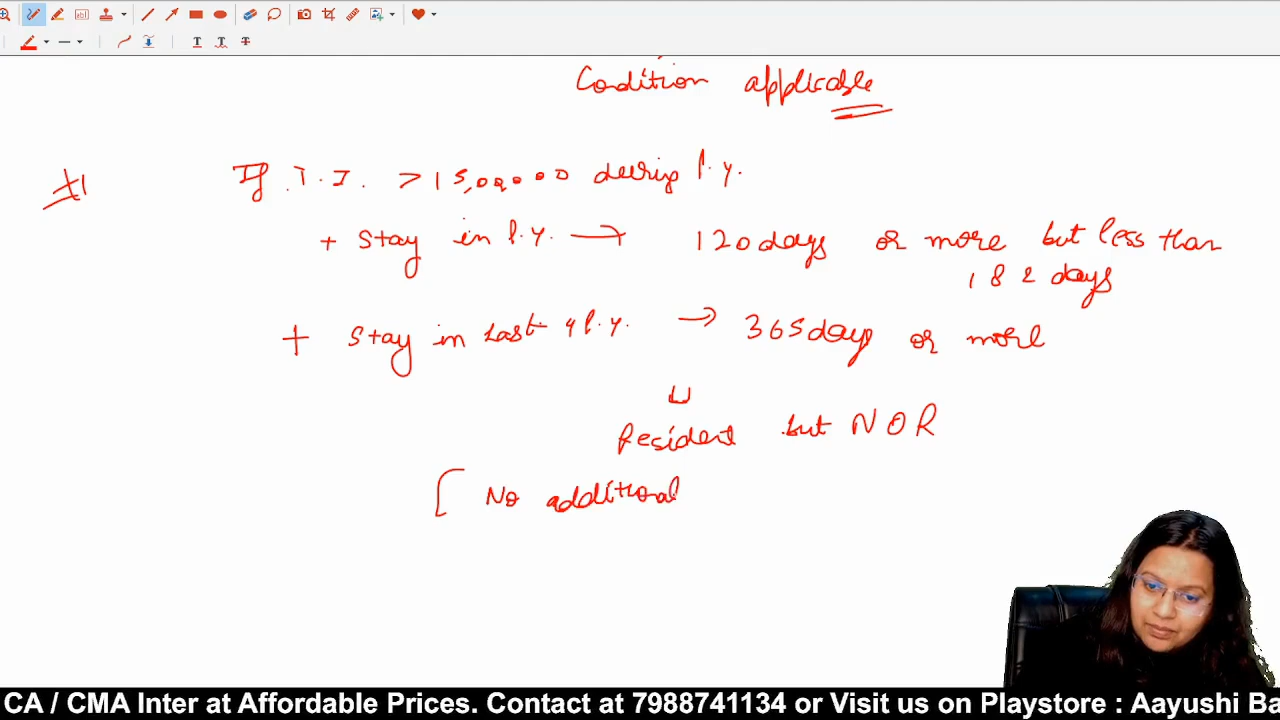 Condition applicable
If T.I. > 15,00,000 during P.Y.
+ Stay in P.Y. → 120 days or more but less than
182 days
+ Stay in last 4 P.Y. → 365 days or more
Resident but NOR
[ No additional
CA / CMA Inter at Affordable Prices. Contact at 7988741134 or Visit us on Playstore : Aayushi Ba